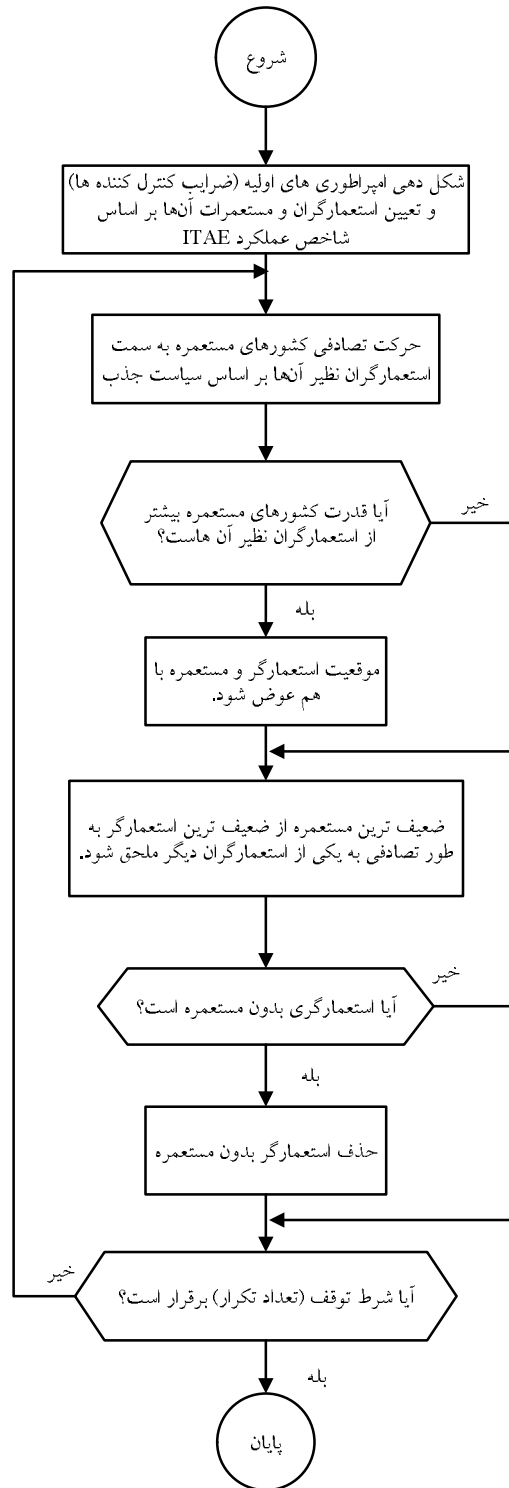 شروع
شکل دهی امپراطوری های اولیه (ضرایب کنترل کننده ها)
و تعیین استعمارگران و مستعمرات آن‌ها بر اساس
شاخص عملکرد ITAE
حرکت تصادفی کشورهای مستعمره به سمت
استعمارگران نظیر آن‌ها بر اساس سیاست جذب
آیا قدرت کشورهای مستعمره بیشتر
از استعمارگران نظیر آن هاست؟
خیر
بله
موقعیت استعمارگر و مستعمره با
هم عوض شود.
ضعیف ترین مستعمره از ضعیف ترین استعمارگر به
طور تصادفی به یکی از استعمارگران دیگر ملحق شود.
آیا استعمارگری بدون مستعمره است؟
خیر
بله
حذف استعمارگر بدون مستعمره
آیا شرط توقف (تعداد تکرار) برقرار است؟
خیر
بله
پایان